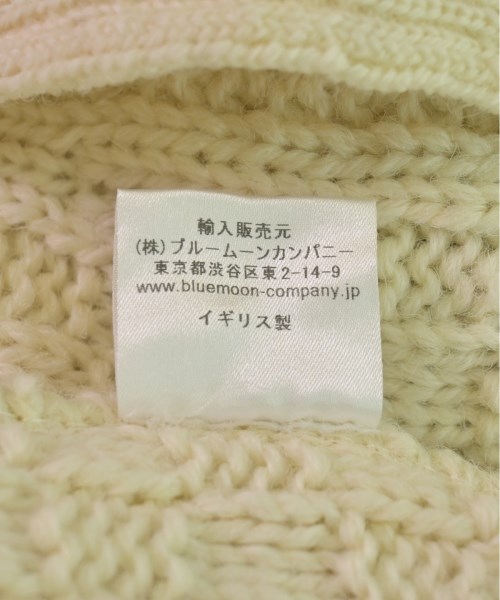 輸入販売元
(株)ブルームーンカンパニー
東京都渋谷区東2-14-9
www.bluemoon-company.jp
イギリス製